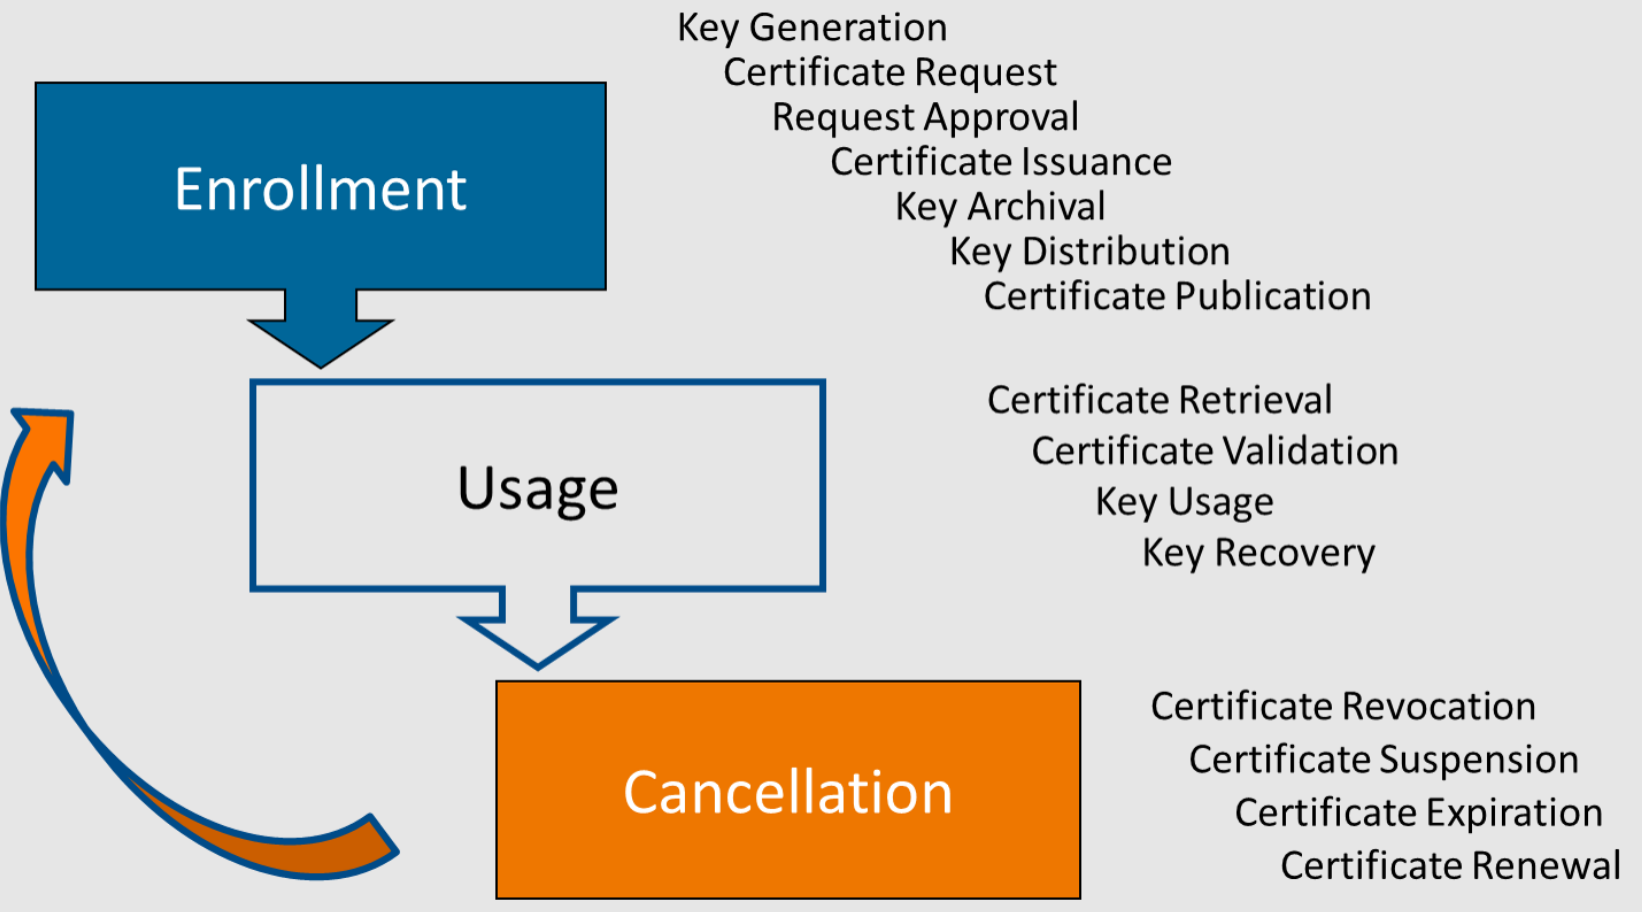 Enrollment
Key Generation
Certificate Request
Request Approval
Certificate Issuance
Key Archival
Key Distribution
Certificate Publication
Usage
Certificate Retrieval
Certificate Validation
Key Usage
Key Recovery
Cancellation
Certificate Revocation
Certificate Suspension
Certificate Expiration
Certificate Renewal